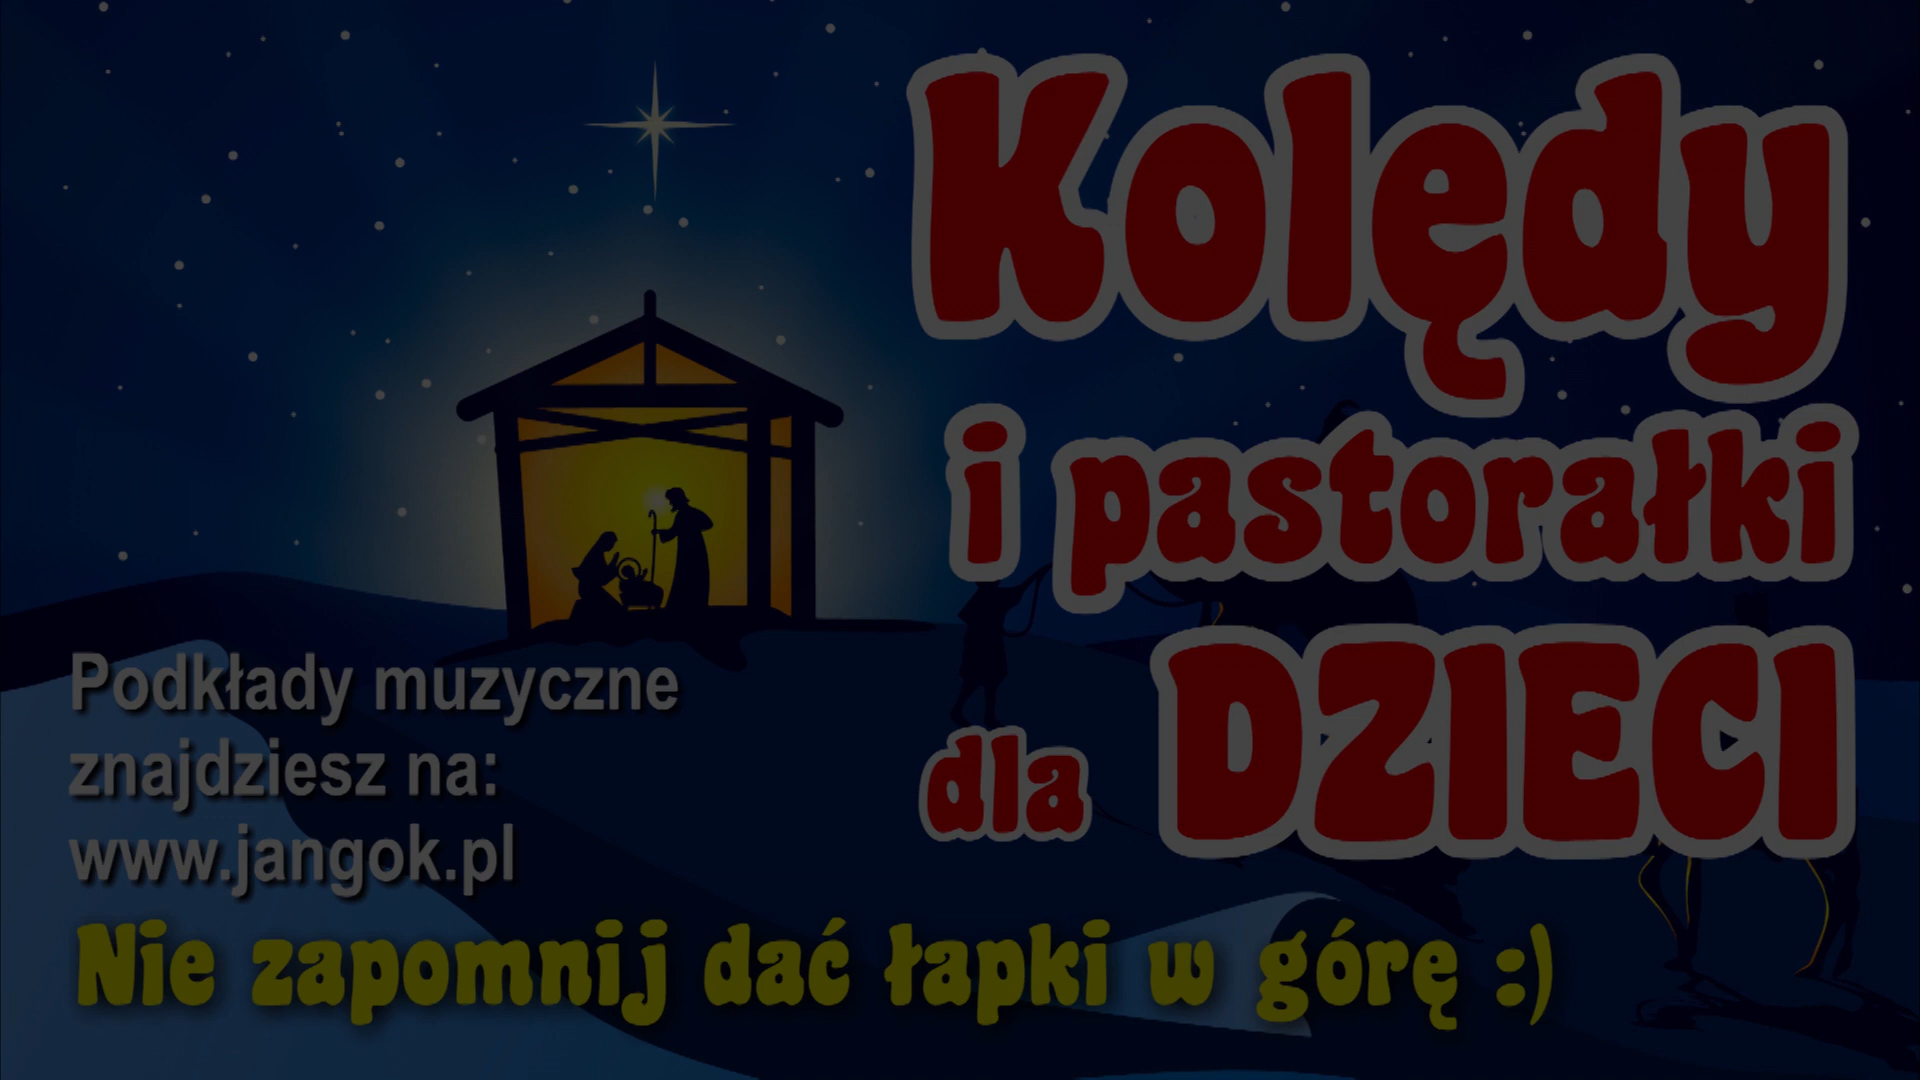 Kolędy
i pastorałki
dla DZIECI
Podkłady muzyczne
znajdziesz na:
www.jangok.pl
Nie zapomnij dać łapki w górę :)